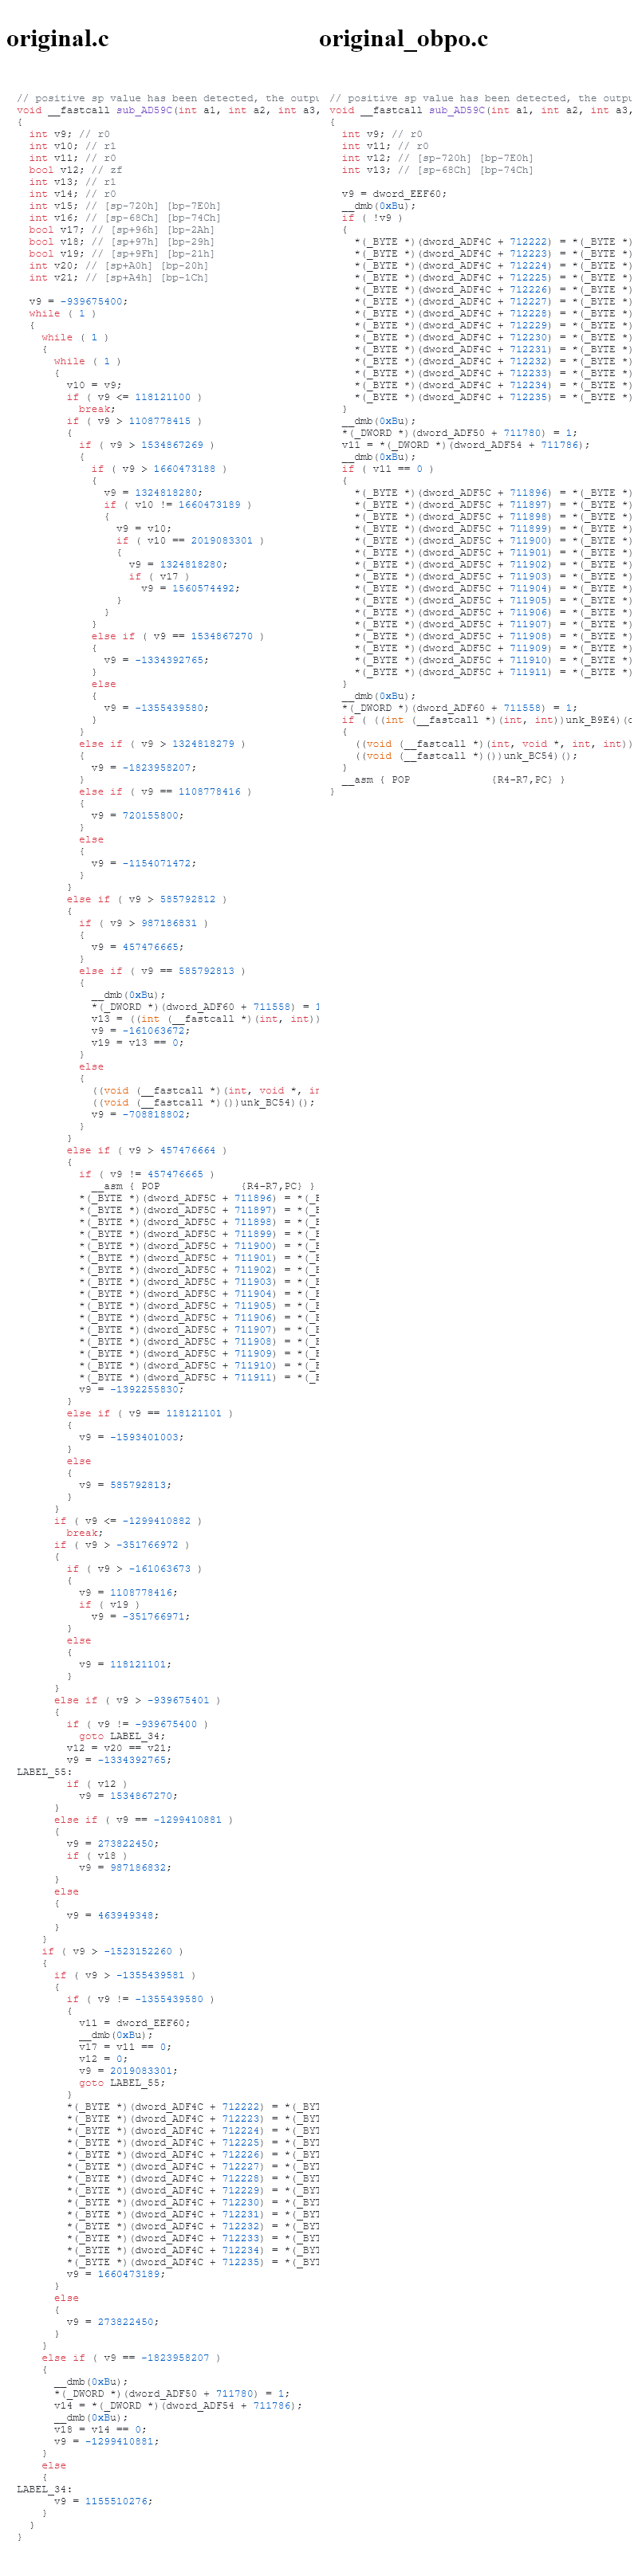 original.c
// positive sp value has been detected, the outpu
void __fastcall sub_AD59C(int a1, int a2, int a3,
{
int v9; // r0
int v10; // r1
int v11; // r0
bool v12; // zf
int v13; // r1
int v14; // r0
int v15; // [sp-720h] [bp-7E0h]
int v16; // [sp-68Ch] [bp-74Ch]
bool v17; // [sp+96h] [bp-2Ah]
bool v18; // [sp+97h] [bp-29h]
bool v19; // [sp+9Fh] [bp-21h]
int v20; // [sp+A0h] [bp-20h]
int v21; // [sp+A4h] [bp-1Ch]
v9 = -939675400;
while ( 1 )
{
while ( 1 )
{
while ( 1 )
{
v10 = v9;
if ( v9 <= 118121100 )
break;
if ( v9 > 1108778415 )
{
if ( v9 > 1534867269 )
{
if ( v9 > 1660473188 )
{
v9 = 1324818280;
if ( v10 != 1660473189 )
{
v9 = v10;
if ( v10 == 2019083301 )
{
v9 = 1324818280;
if ( v17 )
v9 = 1560574492;
}
}
}
else if ( v9 == 1534867270 )
{
v9 = -1334392765;
}
else
{
v9 = -1355439580;
}
}
else if ( v9 > 1324818279 )
{
v9 = -1823958207;
}
else if ( v9 == 1108778416 )
{
v9 = 720155800;
}
else
{
v9 = -1154071472;
}
}
else if ( v9 > 585792812 )
{
if ( v9 > 987186831 )
{
v9 = 457476665;
}
else if ( v9 == 585792813 )
{
__dmb(0xBu);
*(_DWORD *)(dword_ADF60 + 711558) = 1
v13 = ((int (__fastcall *)(int, int))
v9 = -161063672;
v19 = v13 == 0;
}
else
{
((void (__fastcall *)(int, void *, in
((void (__fastcall *)())unk_BC54)();
v9 = -708818802;
}
}
else if ( v9 > 457476664 )
{
if ( v9 != 457476665 )
__asm { POP {R4-R7,PC} }
*(_BYTE *)(dword_ADF5C + 711896) = *(_B
*(_BYTE *)(dword_ADF5C + 711897) = *(_B
*(_BYTE *)(dword_ADF5C + 711898) = *(_B
*(_BYTE *)(dword_ADF5C + 711899) = *(_B
*(_BYTE *)(dword_ADF5C + 711900) = *(_B
*(_BYTE *)(dword_ADF5C + 711901) = *(_B
*(_BYTE *)(dword_ADF5C + 711902) = *(_B
*(_BYTE *)(dword_ADF5C + 711903) = *(_B
*(_BYTE *)(dword_ADF5C + 711904) = *(_B
*(_BYTE *)(dword_ADF5C + 711905) = *(_B
*(_BYTE *)(dword_ADF5C + 711906) = *(_B
*(_BYTE *)(dword_ADF5C + 711907) = *(_B
*(_BYTE *)(dword_ADF5C + 711908) = *(_B
*(_BYTE *)(dword_ADF5C + 711909) = *(_B
*(_BYTE *)(dword_ADF5C + 711910) = *(_B
*(_BYTE *)(dword_ADF5C + 711911) = *(_B
v9 = -1392255830;
}
else if ( v9 == 118121101 )
{
v9 = -1593401003;
}
else
{
v9 = 585792813;
}
}
if ( v9 <= -1299410882 )
break;
if ( v9 > -351766972 )
{
if ( v9 > -161063673 )
{
v9 = 1108778416;
if ( v19 )
v9 = -351766971;
}
else
{
v9 = 118121101;
}
}
else if ( v9 > -939675401 )
{
if ( v9 != -939675400 )
goto LABEL_34;
v12 = v20 == v21;
v9 = -1334392765;
LABEL_55:
if ( v12 )
v9 = 1534867270;
}
else if ( v9 == -1299410881 )
{
v9 = 273822450;
if ( v18 )
v9 = 987186832;
}
else
{
v9 = 463949348;
}
}
if ( v9 > -1523152260 )
{
if ( v9 > -1355439581 )
{
if ( v9 != -1355439580 )
{
v11 = dword_EEF60;
__dmb(0xBu);
v17 = v11 == 0;
v12 = 0;
v9 = 2019083301;
goto LABEL_55;
}
*(_BYTE *)(dword_ADF4C + 712222) = *(_BYT
*(_BYTE *)(dword_ADF4C + 712223) = *(_BYT
*(_BYTE *)(dword_ADF4C + 712224) = *(_BYT
*(_BYTE *)(dword_ADF4C + 712225) = *(_BYT
*(_BYTE *)(dword_ADF4C + 712226) = *(_BYT
*(_BYTE *)(dword_ADF4C + 712227) = *(_BYT
*(_BYTE *)(dword_ADF4C + 712228) = *(_BYT
*(_BYTE *)(dword_ADF4C + 712229) = *(_BYT
*(_BYTE *)(dword_ADF4C + 712230) = *(_BYT
*(_BYTE *)(dword_ADF4C + 712231) = *(_BYT
*(_BYTE *)(dword_ADF4C + 712232) = *(_BYT
*(_BYTE *)(dword_ADF4C + 712233) = *(_BYT
*(_BYTE *)(dword_ADF4C + 712234) = *(_BYT
*(_BYTE *)(dword_ADF4C + 712235) = *(_BYT
v9 = 1660473189;
}
else
{
v9 = 273822450;
}
}
else if ( v9 == -1823958207 )
{
__dmb(0xBu);
*(_DWORD *)(dword_ADF50 + 711780) = 1;
v14 = *(_DWORD *)(dword_ADF54 + 711786);
__dmb(0xBu);
v18 = v14 == 0;
v9 = -1299410881;
}
else
{
LABEL_34:
v9 = 1155510276;
}
}
}
original_obpo.c
// positive sp value has been detected, the outpu
void __fastcall sub_AD59C(int a1, int a2, int a3,
{
int v9; // r0
int v11; // r0
int v12; // [sp-720h] [bp-7E0h]
int v13; // [sp-68Ch] [bp-74Ch]
v9 = dword_EEF60;
__dmb(0xBu);
if ( !v9 )
{
*(_BYTE *)(dword_ADF4C + 712222) = *(_BYTE *)
*(_BYTE *)(dword_ADF4C + 712223) = *(_BYTE *)
*(_BYTE *)(dword_ADF4C + 712224) = *(_BYTE *)
*(_BYTE *)(dword_ADF4C + 712225) = *(_BYTE *)
*(_BYTE *)(dword_ADF4C + 712226) = *(_BYTE *)
*(_BYTE *)(dword_ADF4C + 712227) = *(_BYTE *)
*(_BYTE *)(dword_ADF4C + 712228) = *(_BYTE *)
*(_BYTE *)(dword_ADF4C + 712229) = *(_BYTE *)
*(_BYTE *)(dword_ADF4C + 712230) = *(_BYTE *)
*(_BYTE *)(dword_ADF4C + 712231) = *(_BYTE *)
*(_BYTE *)(dword_ADF4C + 712232) = *(_BYTE *)
*(_BYTE *)(dword_ADF4C + 712233) = *(_BYTE *)
*(_BYTE *)(dword_ADF4C + 712234) = *(_BYTE *)
*(_BYTE *)(dword_ADF4C + 712235) = *(_BYTE *)
}
__dmb(0xBu);
*(_DWORD *)(dword_ADF50 + 711780) = 1;
v11 = *(_DWORD *)(dword_ADF54 + 711786);
__dmb(0xBu);
if ( v11 == 0 )
{
*(_BYTE *)(dword_ADF5C + 711896) = *(_BYTE *)
*(_BYTE *)(dword_ADF5C + 711897) = *(_BYTE *)
*(_BYTE *)(dword_ADF5C + 711898) = *(_BYTE *)
*(_BYTE *)(dword_ADF5C + 711899) = *(_BYTE *)
*(_BYTE *)(dword_ADF5C + 711900) = *(_BYTE *)
*(_BYTE *)(dword_ADF5C + 711901) = *(_BYTE *)
*(_BYTE *)(dword_ADF5C + 711902) = *(_BYTE *)
*(_BYTE *)(dword_ADF5C + 711903) = *(_BYTE *)
*(_BYTE *)(dword_ADF5C + 711904) = *(_BYTE *)
*(_BYTE *)(dword_ADF5C + 711905) = *(_BYTE *)
*(_BYTE *)(dword_ADF5C + 711906) = *(_BYTE *)
*(_BYTE *)(dword_ADF5C + 711907) = *(_BYTE *)
*(_BYTE *)(dword_ADF5C + 711908) = *(_BYTE *)
*(_BYTE *)(dword_ADF5C + 711909) = *(_BYTE *)
*(_BYTE *)(dword_ADF5C + 711910) = *(_BYTE *)
*(_BYTE *)(dword_ADF5C + 711911) = *(_BYTE *)
}
__dmb(0xBu);
*(_DWORD *)(dword_ADF60 + 711558) = 1;
if ( ((int (__fastcall *)(int, int))unk_B9E4)(d
{
((void (__fastcall *)(int, void *, int, int))
((void (__fastcall *)())unk_BC54)();
}
__asm { POP {R4-R7,PC} }
}